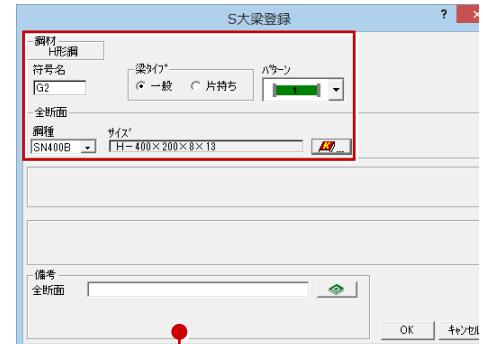 S大梁登録
?
鋼材
H形鋼
符号名
G2
梁ﾀｲﾌﾟ
一般
片持ち
ﾊﾟﾀｰﾝ
1
全断面
鋼種
SN400B
ｻｲｽﾞ
H－400×200×8×13
...
備考
全断面
OK
ｷｬﾝｾﾙ